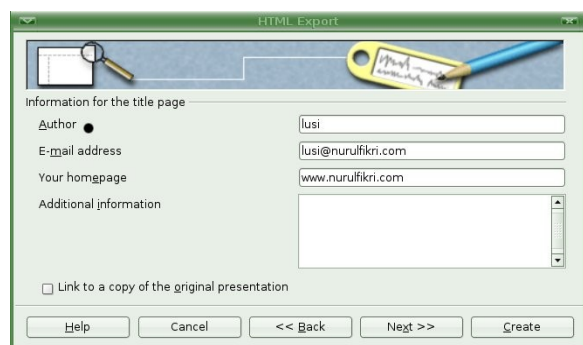 HTML Export
Information for the title page
Author lusi
E-mail address lusi@nurulfikri.com
Your homepage www.nurulfikri.com
Additional information
Link to a copy of the original presentation
Help Cancel << Back Next >> Create